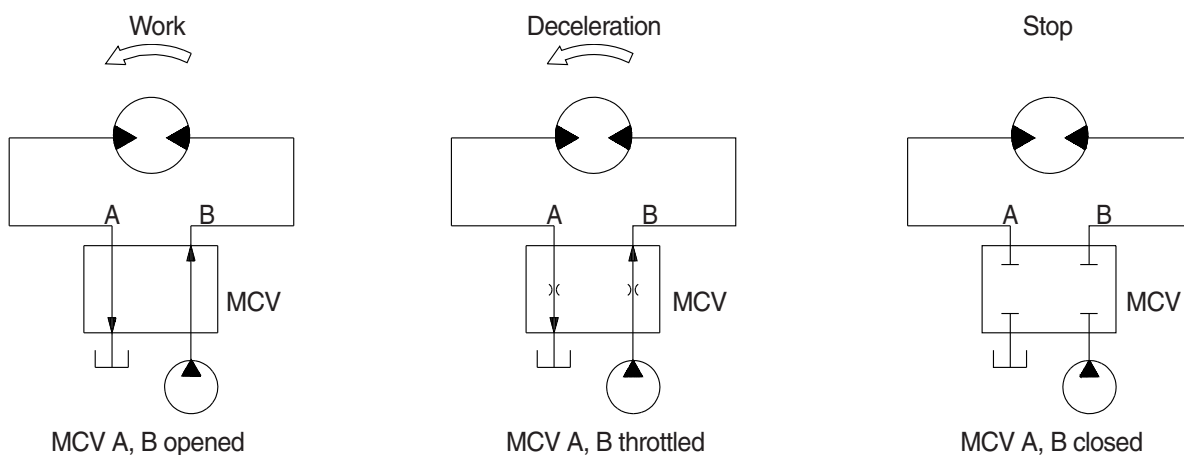 Work
Deceleration
Stop
A
B
A
B
A
B
MCV
MCV
MCV
MCV A, B opened
MCV A, B throttled
MCV A, B closed